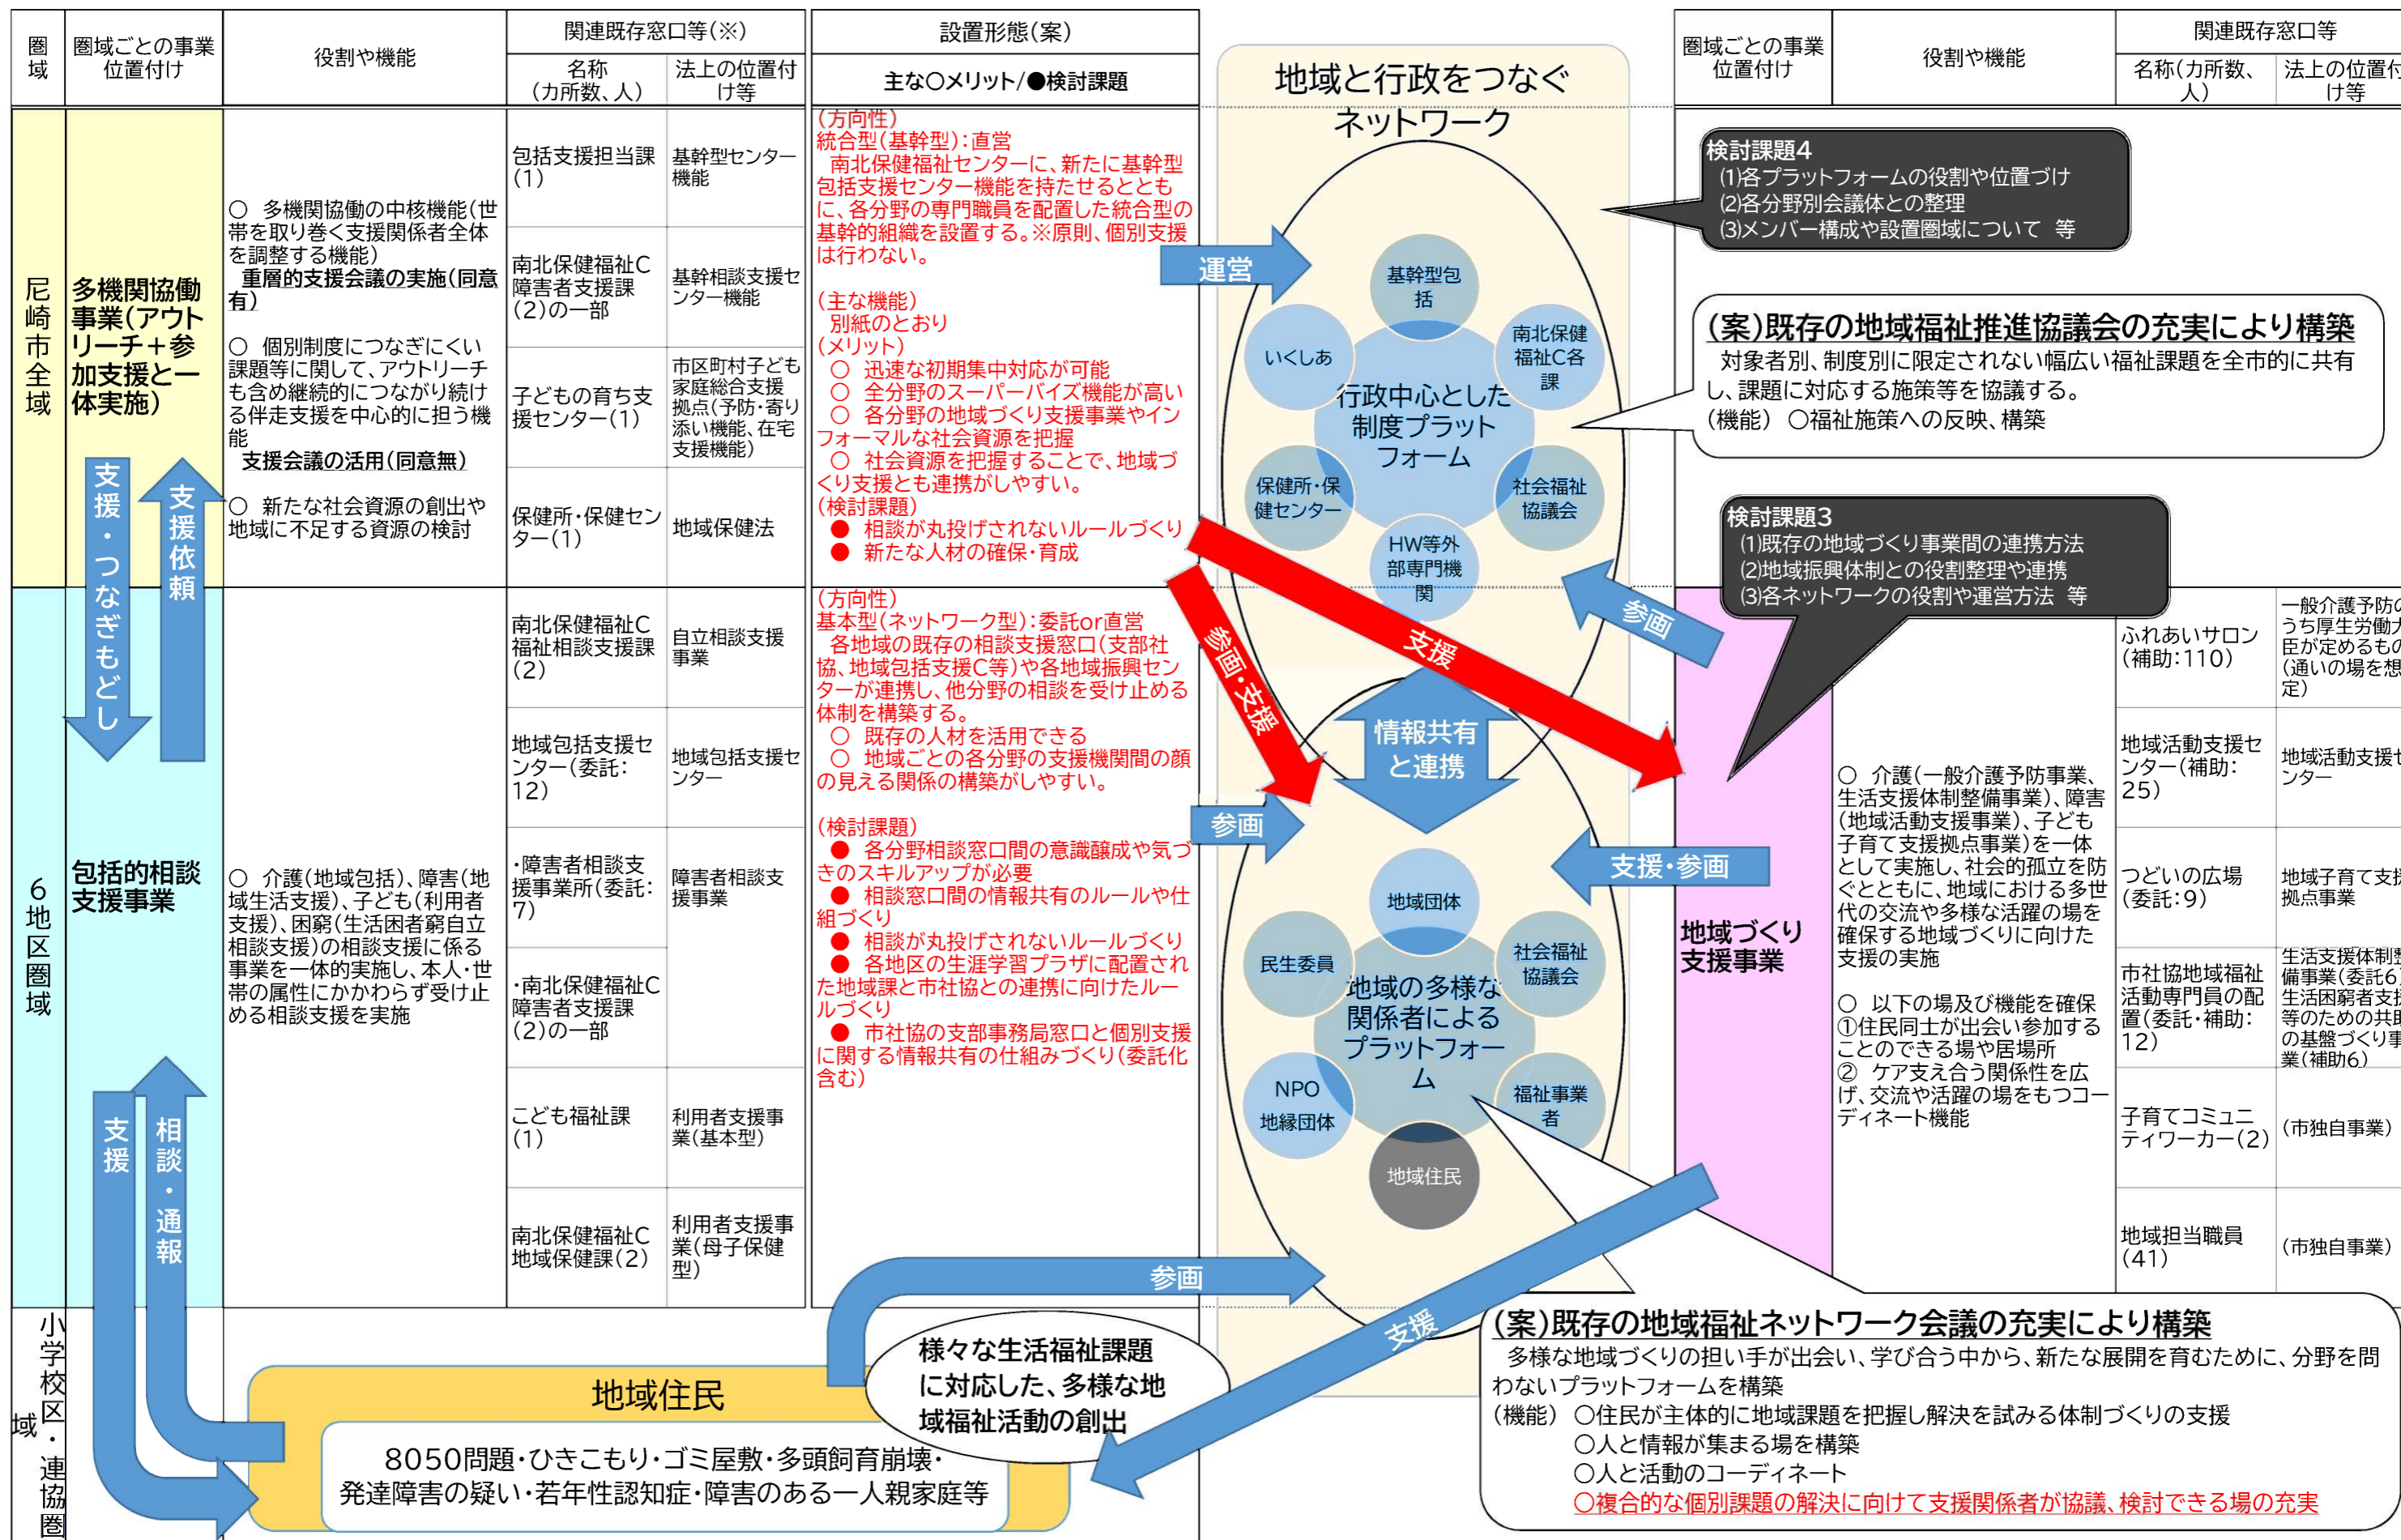 圏域
圏域ごとの事業
位置付け
役割や機能
関連既存窓口等(※)
名称
(カ所数、人)
法上の位置付
け等
設置形態(案)
主な○メリット/●検討課題
尼崎市全域
多機関協働
事業(アウト
リーチ+参
加支援と一
体実施)
支援・つなぎもどし
支援依頼
○ 多機関協働の中核機能(世
帯を取り巻く支援関係者全体
を調整する機能)
重層的支援会議の実施(同意
有)
○ 個別制度につなぎにくい
課題等に関して、アウトリーチ
も含め継続的につながり続け
る伴走支援を中心的に担う機
能
支援会議の活用(同意無)
○ 新たな社会資源の創出や
地域に不足する資源の検討
包括支援担当課
(1)
基幹型センター
機能
南北保健福祉C
障害者支援課
(2)の一部
基幹相談支援セ
ンター機能
子どもの育ち支
援センター(1)
市区町村子ども
家庭総合支援
拠点(予防・寄り
添い機能、在宅
支援機能)
保健所・保健セン
ター(1)
地域保健法
(方向性)
統合型(基幹型):直営
南北保健福祉センターに、新たに基幹型
包括支援センター機能を持たせるととも
に、各分野の専門職員を配置した統合型の
基幹的組織を設置する。※原則、個別支援
は行わない。
(主な機能)
別紙のとおり
(メリット)
○ 迅速な初期集中対応が可能
○ 全分野のスーパーバイズ機能が高い
○ 各分野の地域づくり支援事業やイン
フォーマルな社会資源を把握
○ 社会資源を把握することで、地域づ
くり支援とも連携がしやすい。
(検討課題)
● 相談が丸投げされないルールづくり
● 新たな人材の確保・育成
6地区圏域
包括的相談
支援事業
支援
相談・通報
○ 介護(地域包括)、障害(地
域生活支援)、子ども(利用者
支援)、困窮(生活困者窮自立
相談支援)の相談支援に係る
事業を一体的実施し、本人・世
帯の属性にかかわらず受け止
める相談支援を実施
南北保健福祉C
福祉相談支援課
(2)
自立相談支援
事業
地域包括支援セ
ンター(委託:
12)
地域包括支援セ
ンター
・障害者相談支
援事業所(委託:
7)
障害者相談支
援事業
・南北保健福祉C
障害者支援課
(2)の一部
こども福祉課
(1)
利用者支援事
業(基本型)
南北保健福祉C
地域保健課(2)
利用者支援事
業(母子保健
型)
(方向性)
基本型(ネットワーク型):委託or直営
各地域の既存の相談支援窓口(支部社
協、地域包括支援C等)や各地域振興セン
ターが連携し、他分野の相談を受け止める
体制を構築する。
○ 既存の人材を活用できる
○ 地域ごとの各分野の支援機関間の顔
の見える関係の構築がしやすい。
(検討課題)
● 各分野相談窓口間の意識醸成や気づ
きのスキルアップが必要
● 相談窓口間の情報共有のルールや仕
組づくり
● 相談が丸投げされないルールづくり
● 各地区の生涯学習プラザに配置され
た地域課と市社協との連携に向けたルー
ルづくり
● 市社協の支部事務局窓口と個別支援
に関する情報共有の仕組みづくり(委託化
含む)
小学校区・連協圏域
地域住民
8050問題・ひきこもり・ゴミ屋敷・多頭飼育崩壊・
発達障害の疑い・若年性認知症・障害のある一人親家庭等
様々な生活福祉課題
に対応した、多様な地
域福祉活動の創出
地域と行政をつなぐ
ネットワーク
運営
基幹型包
括
いくしあ
南北保健
福祉C各
課
行政中心とした
制度プラット
フォーム
保健所・保
健センター
社会福祉
協議会
HW等外
部専門機
関
参画
支援
参画・支援
情報共有
と連携
参画
支援・参画
地域団体
民生委員
社会福祉
協議会
地域の多様な
関係者による
プラットフォー
ム
NPO
地縁団体
福祉事業
者
地域住民
参画
支援
圏域ごとの事業
位置付け
役割や機能
関連既存窓口等
名称(カ所数、
人)
法上の位置付
け等
検討課題4
⑴各プラットフォームの役割や位置づけ
⑵各分野別会議体との整理
⑶メンバー構成や設置圏域について 等
(案)既存の地域福祉推進協議会の充実により構築
対象者別、制度別に限定されない幅広い福祉課題を全市的に共有
し、課題に対応する施策等を協議する。
(機能) ○福祉施策への反映、構築
検討課題3
⑴既存の地域づくり事業間の連携方法
⑵地域振興体制との役割整理や連携
⑶各ネットワークの役割や運営方法 等
地域づくり
支援事業
○ 介護(一般介護予防事業、
生活支援体制整備事業)、障害
(地域活動支援事業)、子ども
子育て支援拠点事業)を一体
として実施し、社会的孤立を防
ぐとともに、地域における多世
代の交流や多様な活躍の場を
確保する地域づくりに向けた
支援の実施
○ 以下の場及び機能を確保
①住民同士が出会い参加する
ことのできる場や居場所
② ケア支え合う関係性を広
げ、交流や活躍の場をもつコー
ディネート機能
ふれあいサロン
(補助:110)
一般介護予防の
うち厚生労働大
臣が定めるもの
(通いの場を想
定)
地域活動支援セ
ンター(補助:
25)
地域活動支援セ
ンター
つどいの広場
(委託:9)
地域子育て支援
拠点事業
市社協地域福祉
活動専門員の配
置(委託・補助:
12)
生活支援体制整
備事業(委託6)
生活困窮者支援
等のための共助
の基盤づくり事
業(補助6)
子育てコミュニ
ティワーカー(2)
(市独自事業)
地域担当職員
(41)
(市独自事業)
(案)既存の地域福祉ネットワーク会議の充実により構築
多様な地域づくりの担い手が出会い、学び合う中から、新たな展開を育むために、分野を問
わないプラットフォームを構築
(機能) ○住民が主体的に地域課題を把握し解決を試みる体制づくりの支援
○人と情報が集まる場を構築
○人と活動のコーディネート
○複合的な個別課題の解決に向けて支援関係者が協議、検討できる場の充実